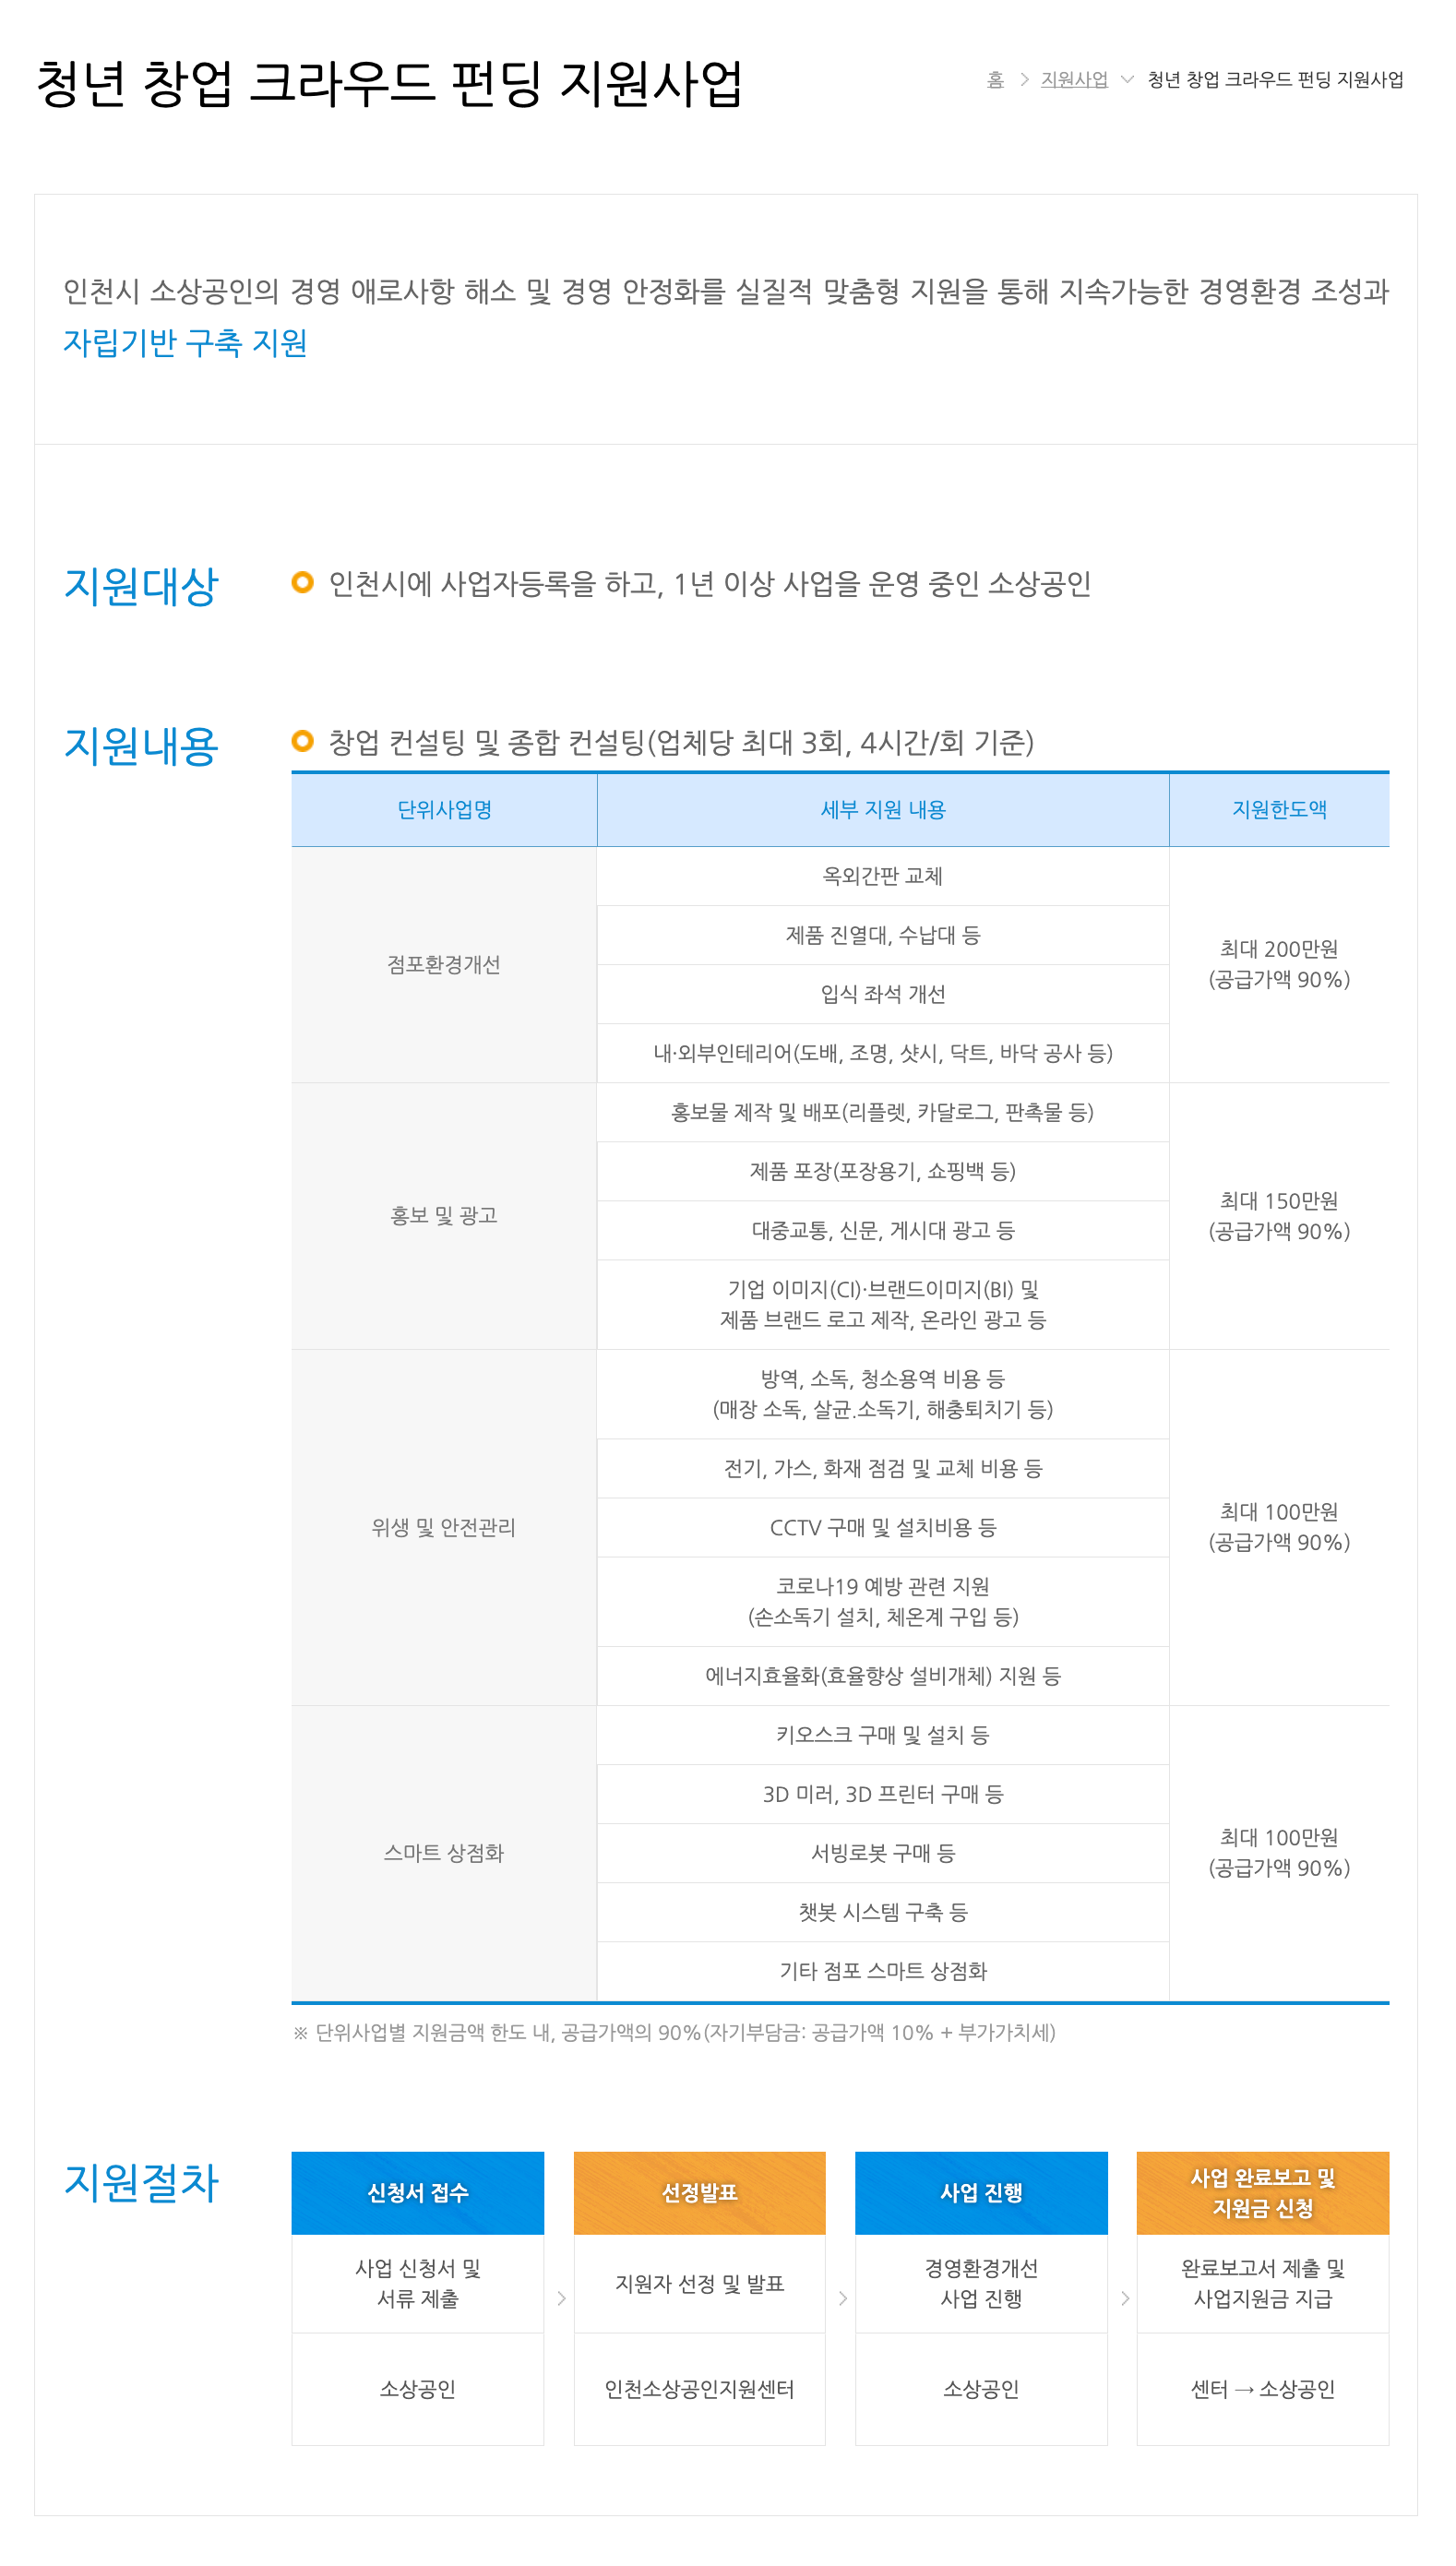 청년 창업 크라우드 펀딩 지원사업
홈 > 지원사업 청년 창업 크라우드 펀딩 지원사업
인천시 소상공인의 경영 애로사항 해소 및 경영 안정화를 실질적 맞춤형 지원을 통해 지속가능한 경영환경 조성과
자립기반 구축 지원
지원대상
인천시에 사업자등록을 하고, 1년 이상 사업을 운영 중인 소상공인
지원내용
창업 컨설팅 및 종합 컨설팅(업체당 최대 3회, 4시간/회 기준)
단위사업명 세부 지원 내용 지원한도액
점포환경개선
옥외간판 교체
제품 진열대, 수납대 등
입식 좌석 개선
내·외부인테리어(도배, 조명, 샷시, 닥트, 바닥 공사 등)
최대 200만원
(공급가액 90%)
홍보 및 광고
홍보물 제작 및 배포(리플렛, 카달로그, 판촉물 등)
제품 포장(포장용기, 쇼핑백 등)
대중교통, 신문, 게시대 광고 등
기업 이미지(CI)·브랜드이미지(BI) 및
제품 브랜드 로고 제작, 온라인 광고 등
최대 150만원
(공급가액 90%)
위생 및 안전관리
방역, 소독, 청소용역 비용 등
(매장 소독, 살균.소독기, 해충퇴치기 등)
전기, 가스, 화재 점검 및 교체 비용 등
CCTV 구매 및 설치비용 등
코로나19 예방 관련 지원
(손소독기 설치, 체온계 구입 등)
에너지효율화(효율향상 설비개체) 지원 등
최대 100만원
(공급가액 90%)
스마트 상점화
키오스크 구매 및 설치 등
3D 미러, 3D 프린터 구매 등
서빙로봇 구매 등
챗봇 시스템 구축 등
기타 점포 스마트 상점화
최대 100만원
(공급가액 90%)
※ 단위사업별 지원금액 한도 내, 공급가액의 90%(자기부담금: 공급가액 10% + 부가가치세)
지원절차
신청서 접수
사업 신청서 및
서류 제출
소상공인
선정발표
지원자 선정 및 발표
인천소상공인지원센터
사업 진행
경영환경개선
사업 진행
소상공인
사업 완료보고 및
지원금 신청
완료보고서 제출 및
사업지원금 지급
센터 → 소상공인